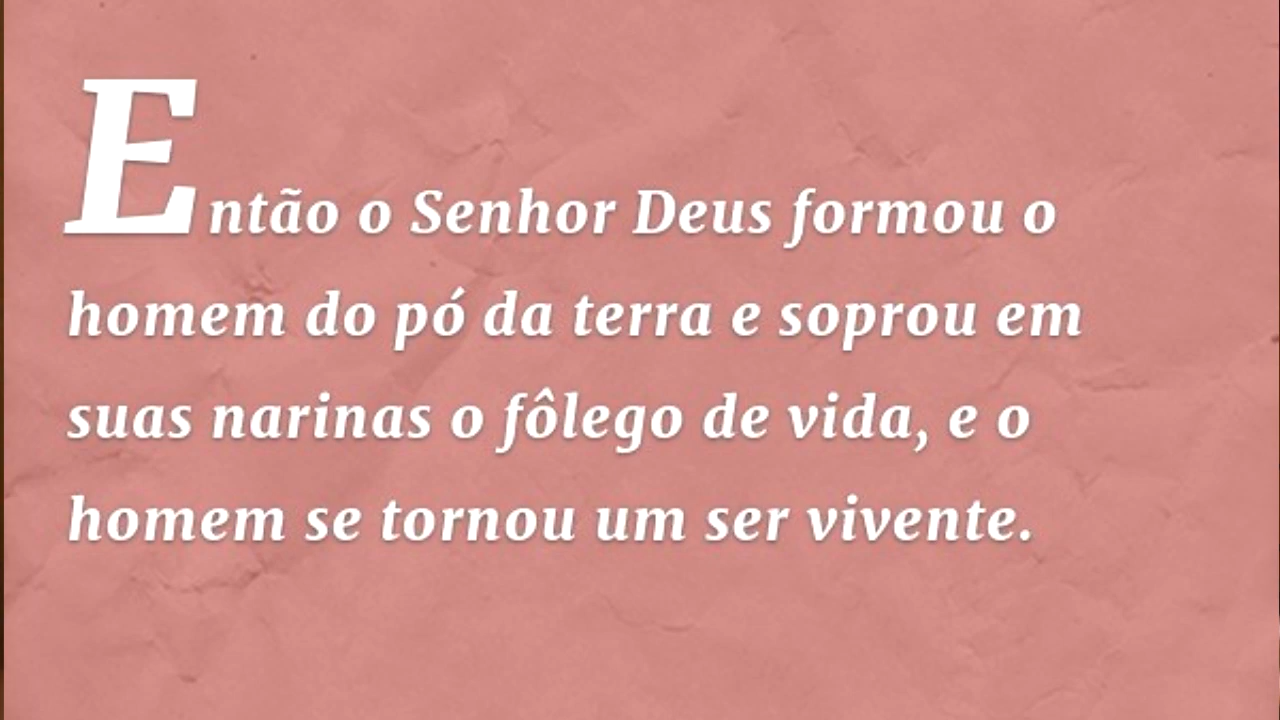 Então o Senhor Deus formou o
homem do pó da terra e soprou em
suas narinas o fôlego de vida, e o
homem se tornou um ser vivente.